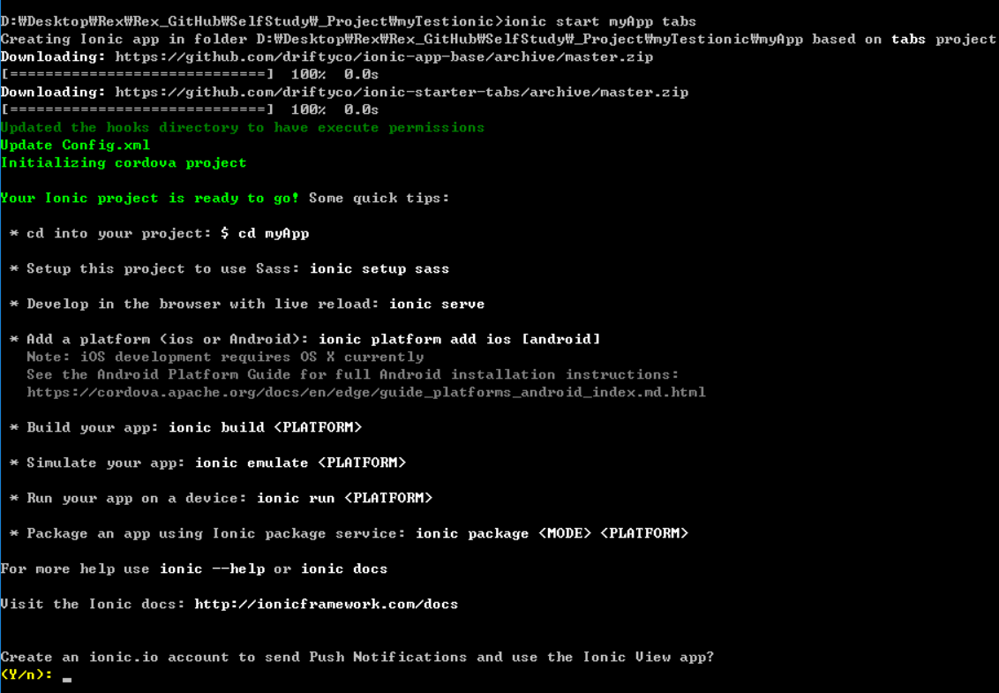 D:₩Desktop₩Rex₩Rex_GitHub₩SelfStudy₩_Project₩myTestionic>ionic start myApp tabs
Creating Ionic app in folder D:₩Desktop₩Rex₩Rex_GitHub₩SelfStudy₩_Project₩myTestionic₩myApp based on tabs project
Downloading: https://github.com/driftyco/ionic-app-base/archive/master.zip
[=============================]  100%  0.0s
Downloading: https://github.com/driftyco/ionic-starter-tabs/archive/master.zip
[=============================]  100%  0.0s
Updated the hooks directory to have execute permissions
Update Config.xml
Initializing cordova project
Your Ionic project is ready to go! Some quick tips:
* cd into your project: $ cd myApp
* Setup this project to use Sass: ionic setup sass
* Develop in the browser with live reload: ionic serve
* Add a platform (ios or Android): ionic platform add ios [android]
Note: iOS development requires OS X currently
See the Android Platform Guide for full Android installation instructions:
https://cordova.apache.org/docs/en/edge/guide_platforms_android_index.md.html
* Build your app: ionic build <PLATFORM>
* Simulate your app: ionic emulate <PLATFORM>
* Run your app on a device: ionic run <PLATFORM>
* Package an app using Ionic package service: ionic package <MODE> <PLATFORM>
For more help use ionic --help or ionic docs
Visit the Ionic docs: http://ionicframework.com/docs
Create an ionic.io account to send Push Notifications and use the Ionic View app?
(Y/n): _